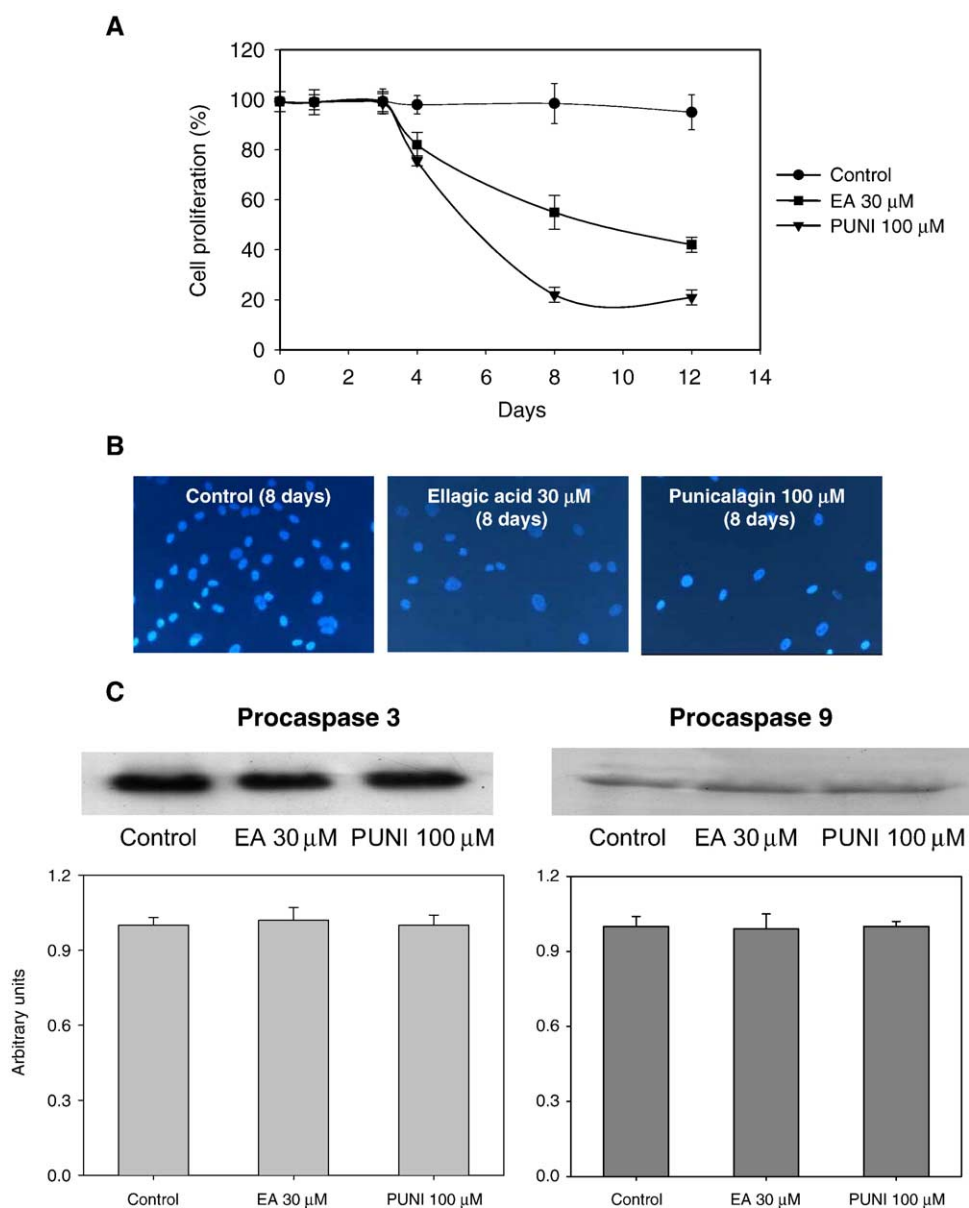 A
120
100
80
60
40
20
0
Cell proliferation (%)
0 2 4 6 8 10 12 14
Days
Control
EA 30 μM
PUNI 100 μM
B
Control (8 days)
Ellagic acid 30 μM
(8 days)
Punicalagin 100 μM
(8 days)
C
Procaspase 3
Control EA 30 μM PUNI 100 μM
1.2
0.9
0.6
0.3
0.0
Arbitrary units
Control EA 30 μM PUNI 100 μM
Procaspase 9
Control EA 30 μM PUNI 100 μM
1.2
0.9
0.6
0.3
0.0
Control EA 30 μM PUNI 100 μM